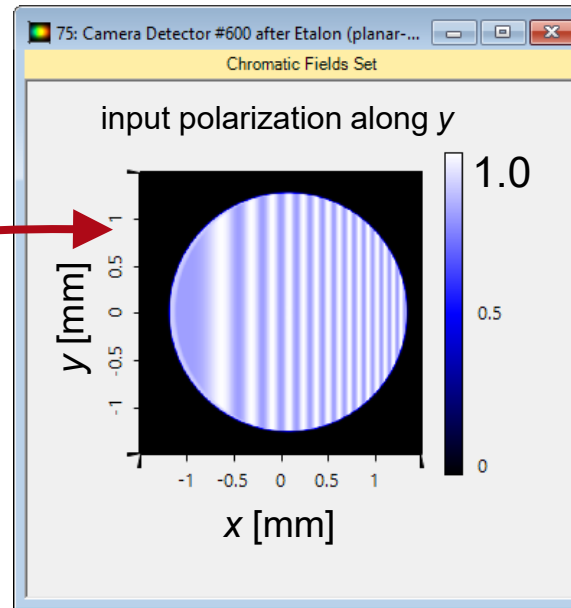 75: Camera Detector #600 after Etalon (planar-...
Chromatic Fields Set
input polarization along y
1.0
0.5
0
y [mm]
1
0.5
0
-0.5
-1
-1 -0.5 0 0.5 1
x [mm]